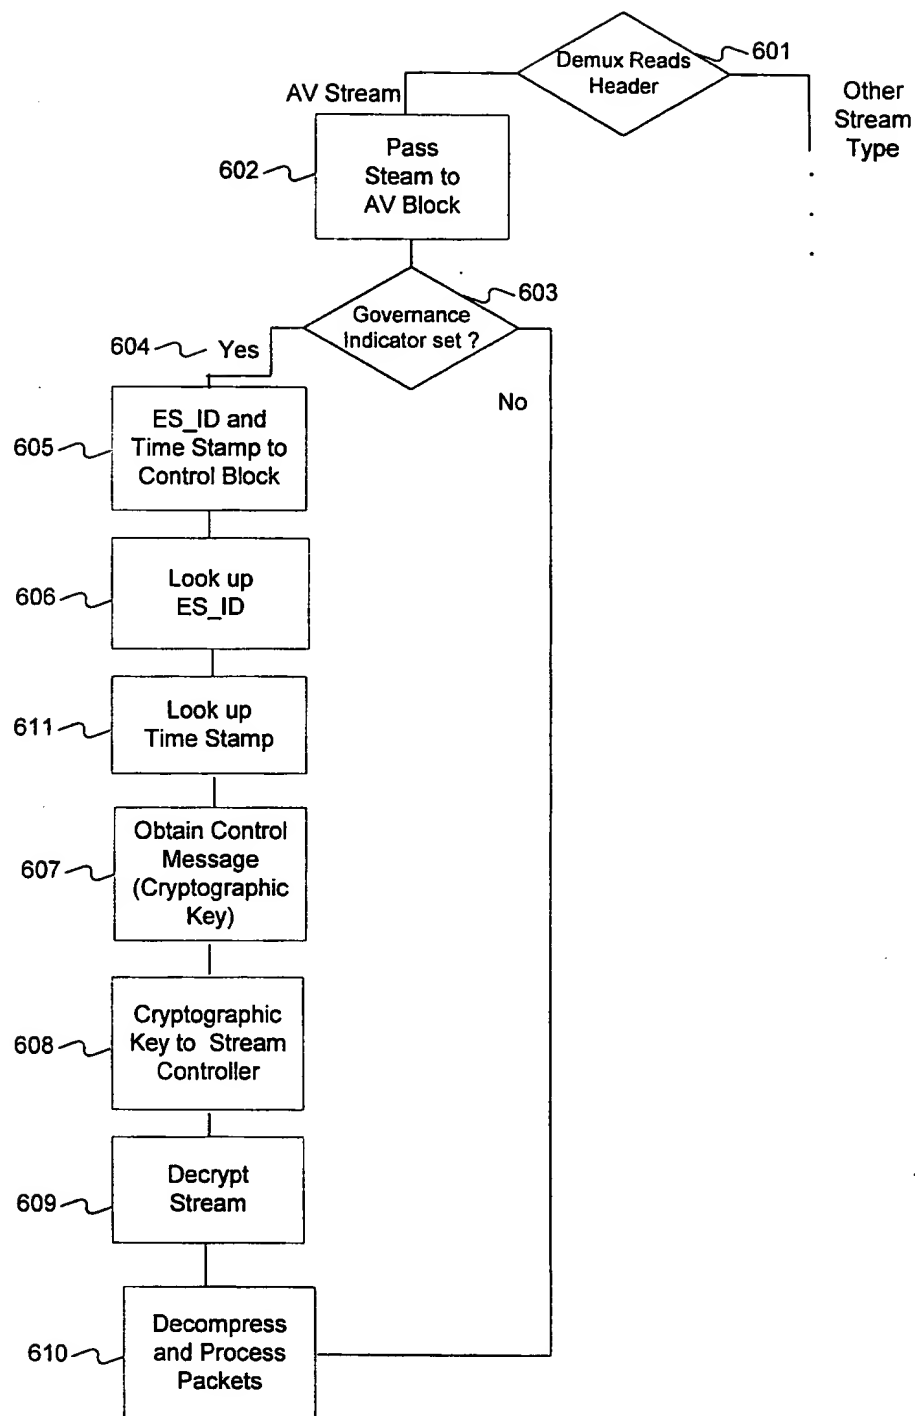 601
Demux Reads
Header
AV Stream
Other
Stream
Type
602
Pass
Steam to
AV Block
603
Governance
Indicator set ?
604
Yes
No
605
ES_ID and
Time Stamp to
Control Block
606
Look up
ES_ID
611
Look up
Time Stamp
607
Obtain Control
Message
(Cryptographic
Key)
608
Cryptographic
Key to Stream
Controller
609
Decrypt
Stream
610
Decompress
and Process
Packets